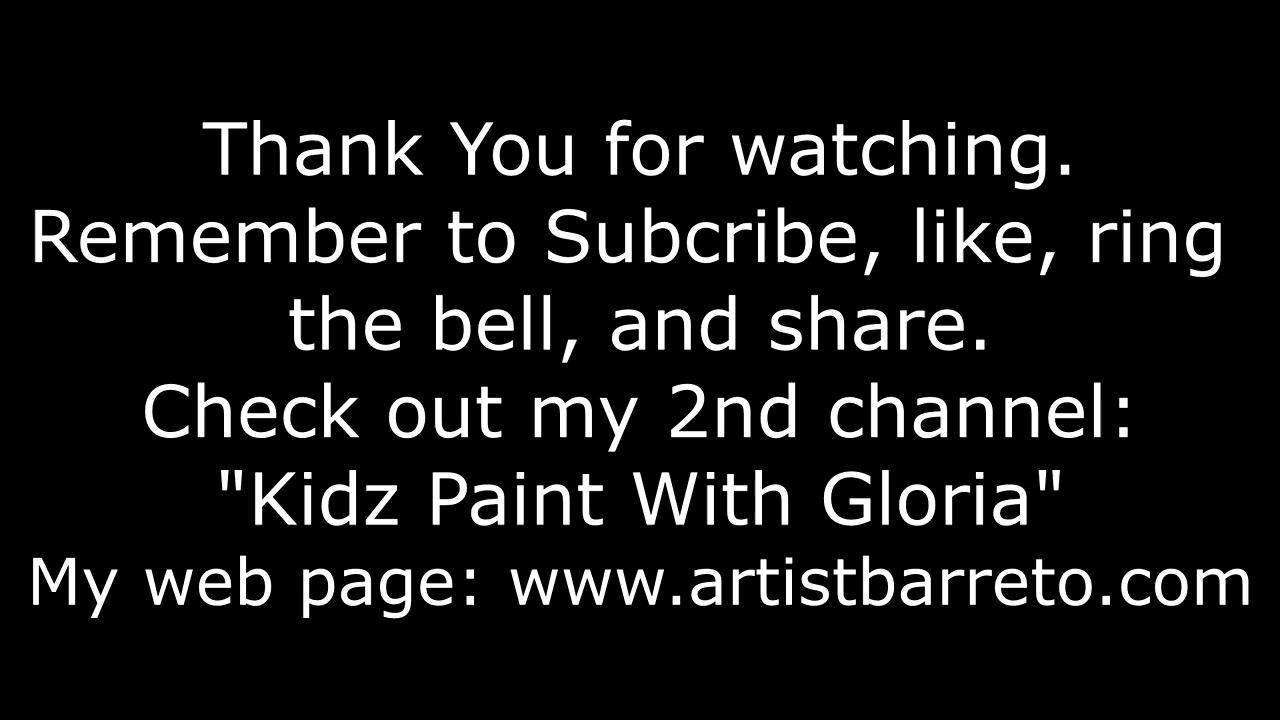 Thank You for watching.
Remember to Subcribe, like, ring
the bell, and share.
Check out my 2nd channel:
"Kidz Paint With Gloria"
My web page: www.artistbarreto.com